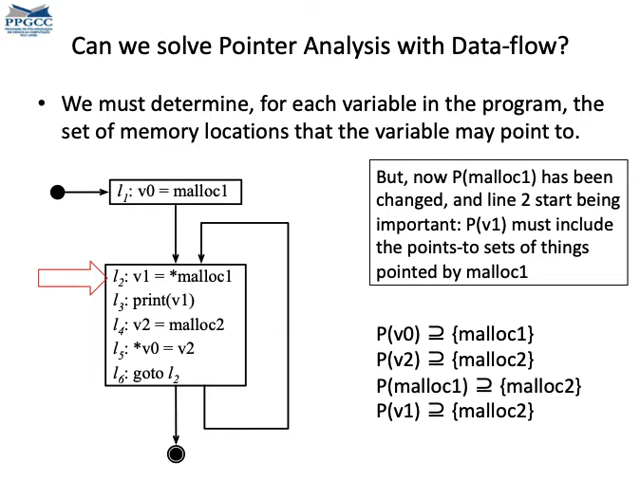 PPGCC
Can we solve Pointer Analysis with Data-flow?
• We must determine, for each variable in the program, the
set of memory locations that the variable may point to.
l1: v0 = malloc1
l2: v1 = *malloc1
l3: print(v1)
l4: v2 = malloc2
l5: *v0 = v2
l6: goto l2
But, now P(malloc1) has been
changed, and line 2 start being
important: P(v1) must include
the points-to sets of things
pointed by malloc1
P(v0) ⊇ {malloc1}
P(v2) ⊇ {malloc2}
P(malloc1) ⊇ {malloc2}
P(v1) ⊇ {malloc2}